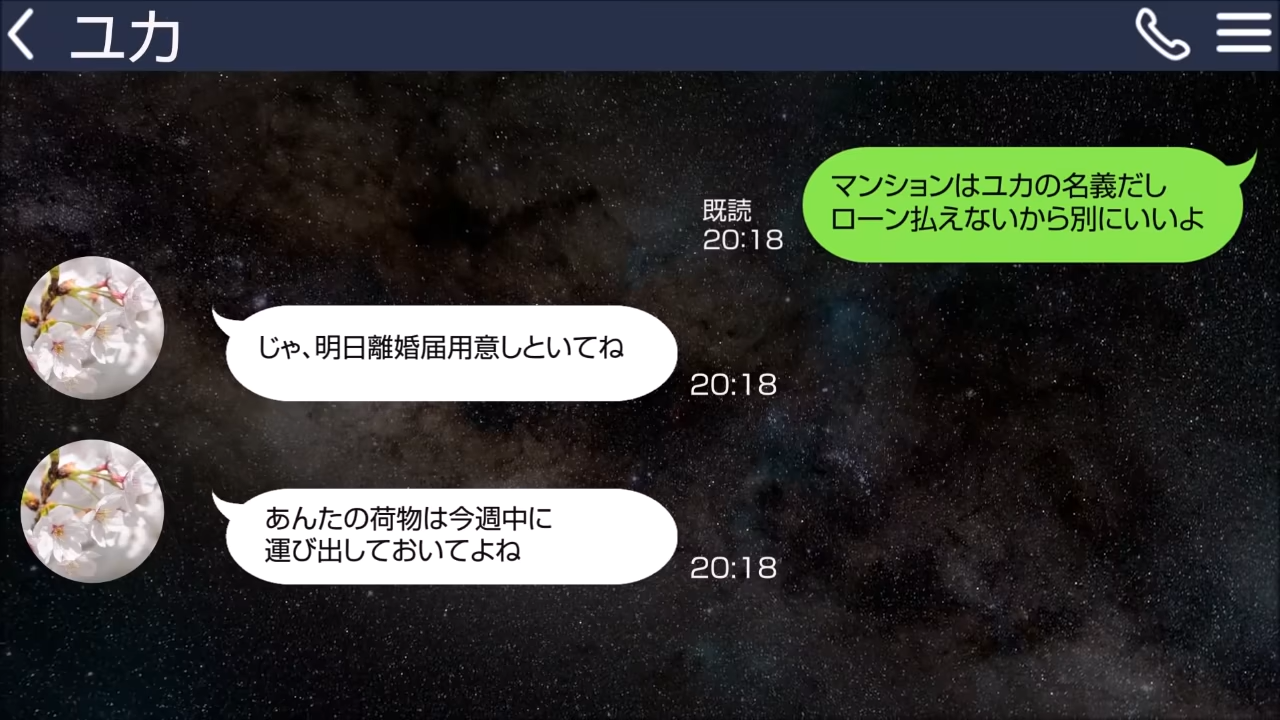 ユカ
マンションはユカの名義だし
ローン払えないから別にいいよ
既読
20:18
じゃ、明日離婚届用意しといてね
20:18
あんたの荷物は今週中に
運び出しておいてよね
20:18